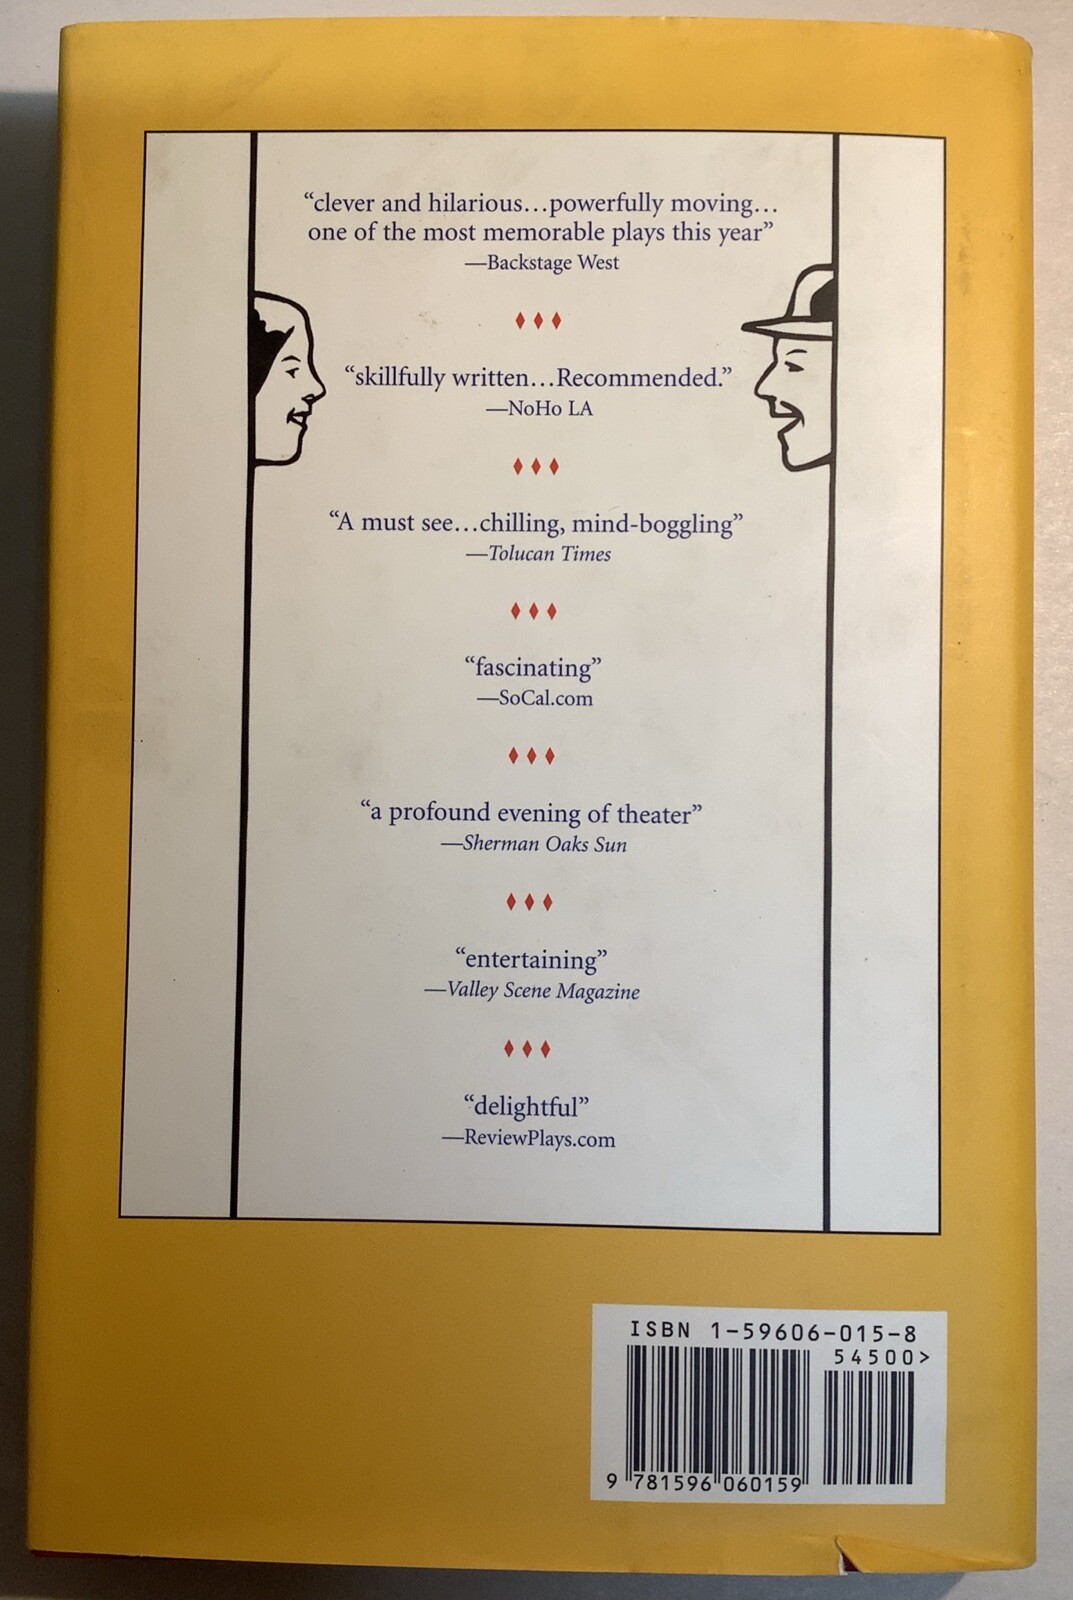 “clever and hilarious…powerfully moving…
one of the most memorable plays this year”
—Backstage West
“skillfully written…Recommended.”
—NoHo LA
“A must see…chilling, mind-boggling”
—Tolucan Times
“fascinating”
—SoCal.com
“a profound evening of theater”
—Sherman Oaks Sun
“entertaining”
—Valley Scene Magazine
“delightful”
—ReviewPlays.com
ISBN 1-59606-015-8
54500>
9 781596 060159